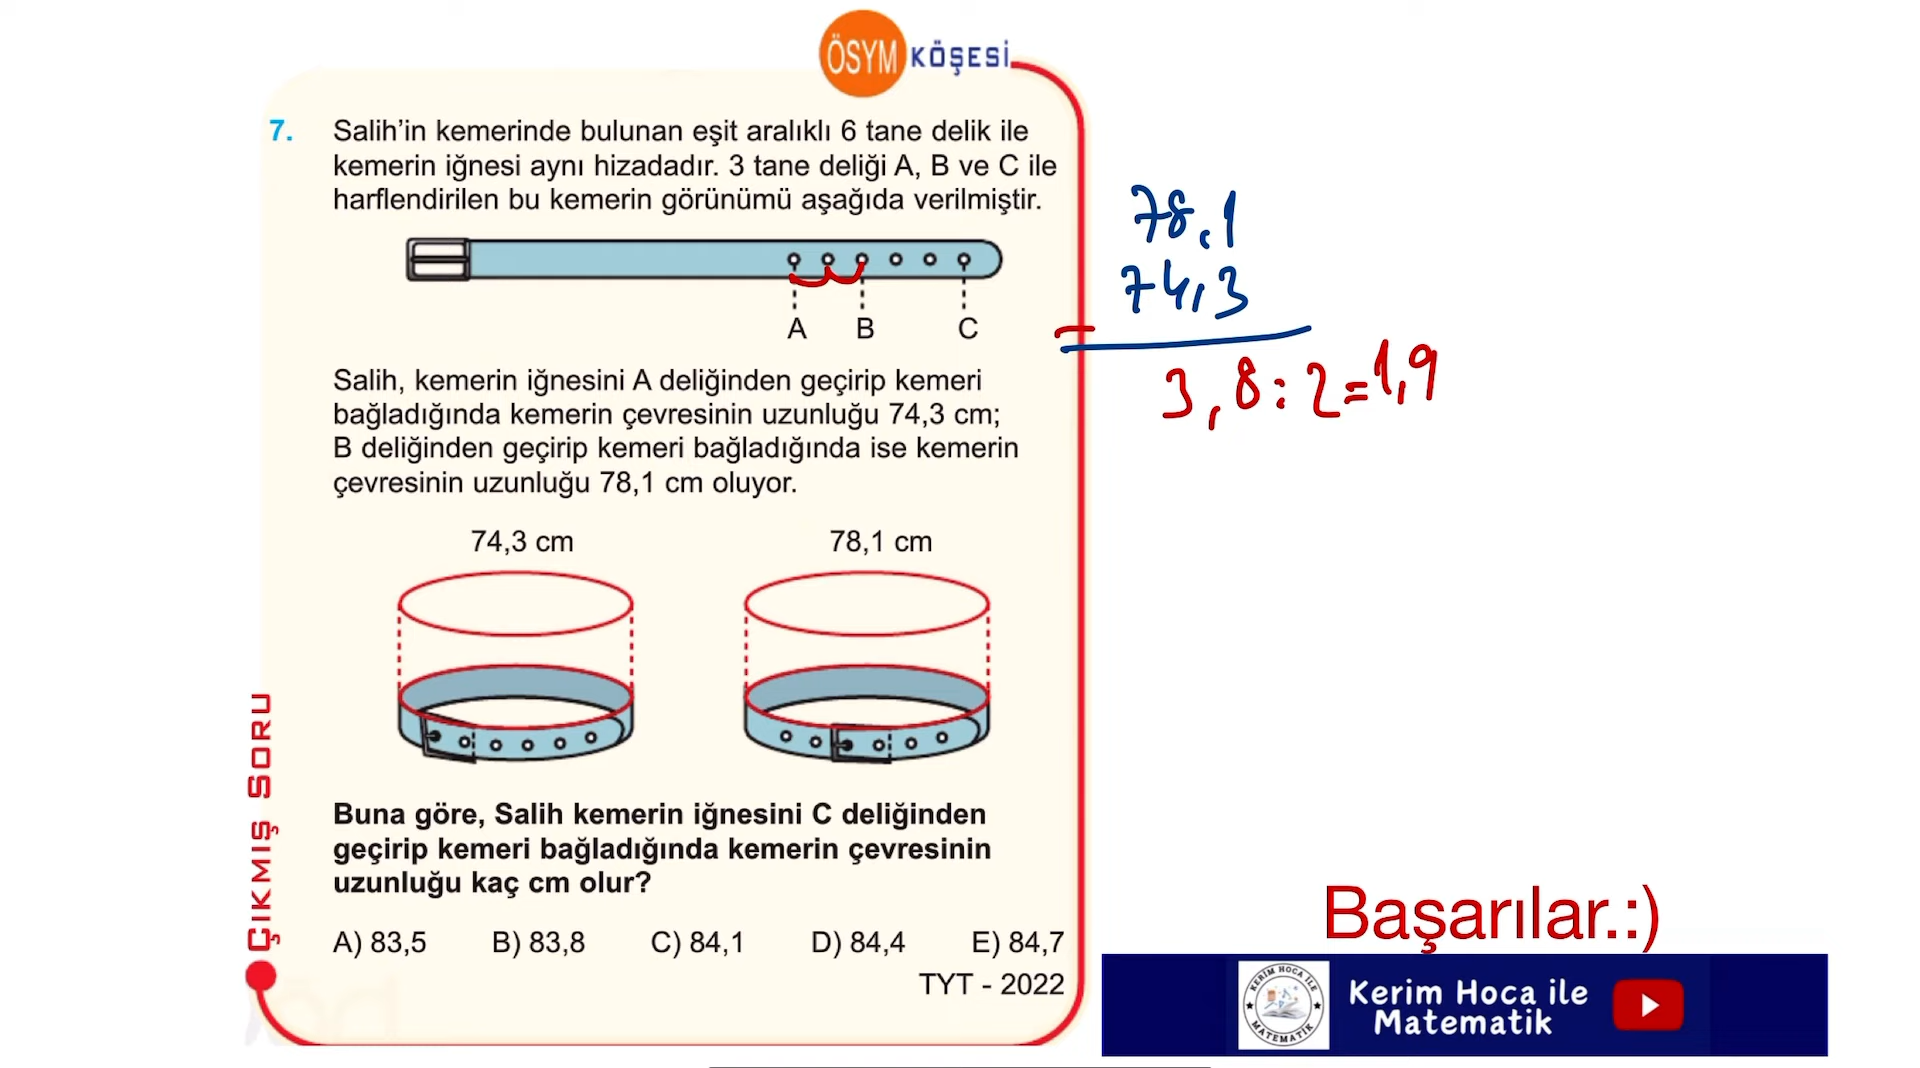 ÖSYM KÖŞESİ
7. Salih'in kemerinde bulunan eşit aralıklı 6 tane delik ile
kemerin iğnesi aynı hizadadır. 3 tane deliği A, B ve C ile
harflendirilen bu kemerin görünümü aşağıda verilmiştir.
A B C
Salih, kemerin iğnesini A deliğinden geçirip kemeri
bağladığında kemerin çevresinin uzunluğu 74,3 cm;
B deliğinden geçirip kemeri bağladığında ise kemerin
çevresinin uzunluğu 78,1 cm oluyor.
74,3 cm 78,1 cm
Buna göre, Salih kemerin iğnesini C deliğinden
geçirip kemeri bağladığında kemerin çevresinin
uzunluğu kaç cm olur?
A) 83,5 B) 83,8 C) 84,1 D) 84,4 E) 84,7
TYT - 2022
ÇIKMIŞ SORU
78,1
74,3
3,8:2=1,9
Başarılar.:)
KERİM HOCA İLE
MATEMATİK
Kerim Hoca ile
Matematik